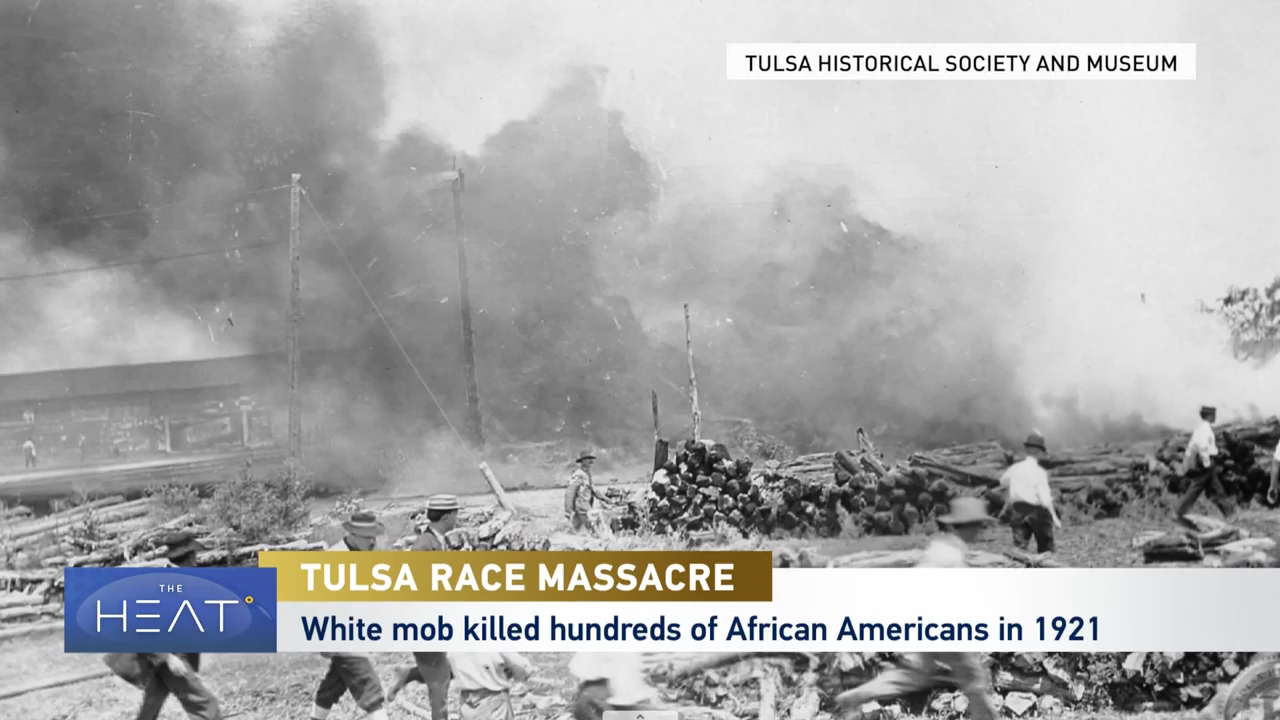 TULSA HISTORICAL SOCIETY AND MUSEUM
TULSA RACE MASSACRE
THE
HEAT
White mob killed hundreds of African Americans in 1921